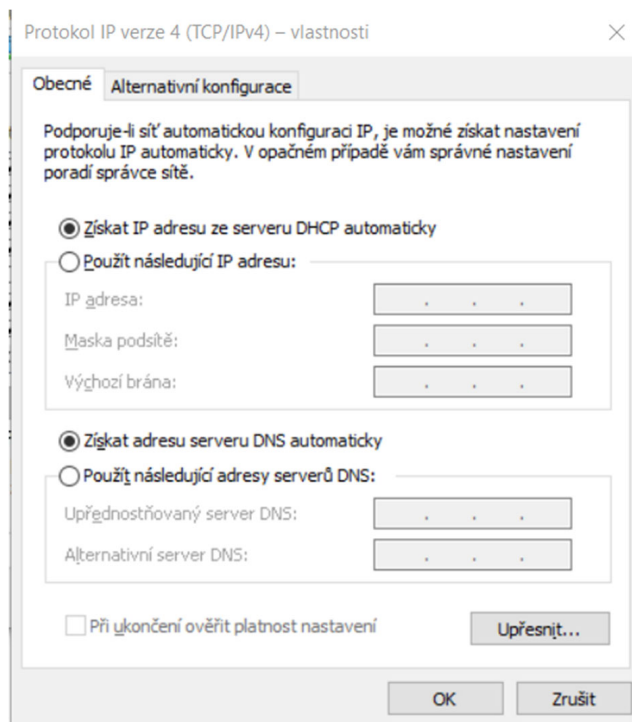 Protokol IP verze 4 (TCP/IPv4) – vlastnosti
Obecné
Alternativní konfigurace
Podporuje-li síť automatickou konfiguraci IP, je možné získat nastavení
protokolu IP automaticky. V opačném případě vám správné nastavení
poradí správce sítě.
Získat IP adresu ze serveru DHCP automaticky
Použít následující IP adresu:
IP adresa:
Maska podsítě:
Výchozí brána:
Získat adresu serveru DNS automaticky
Použít následující adresy serverů DNS:
Upřednostňovaný server DNS:
Alternativní server DNS:
Při ukončení ověřit platnost nastavení
Upřesnit...
OK
Zrušit